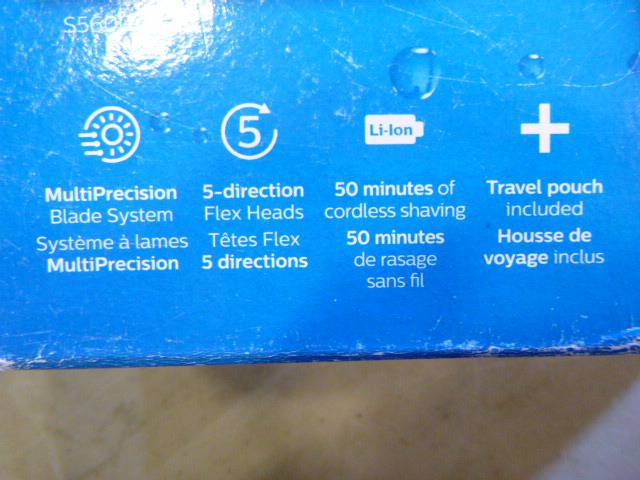 5
Li-Ion
MultiPrecision
Blade System
Système à lames
MultiPrecision
5-direction
Flex Heads
Têtes Flex
5 directions
50 minutes of
cordless shaving
50 minutes
de rasage
sans fil
Travel pouch
included
Housse de
voyage inclus